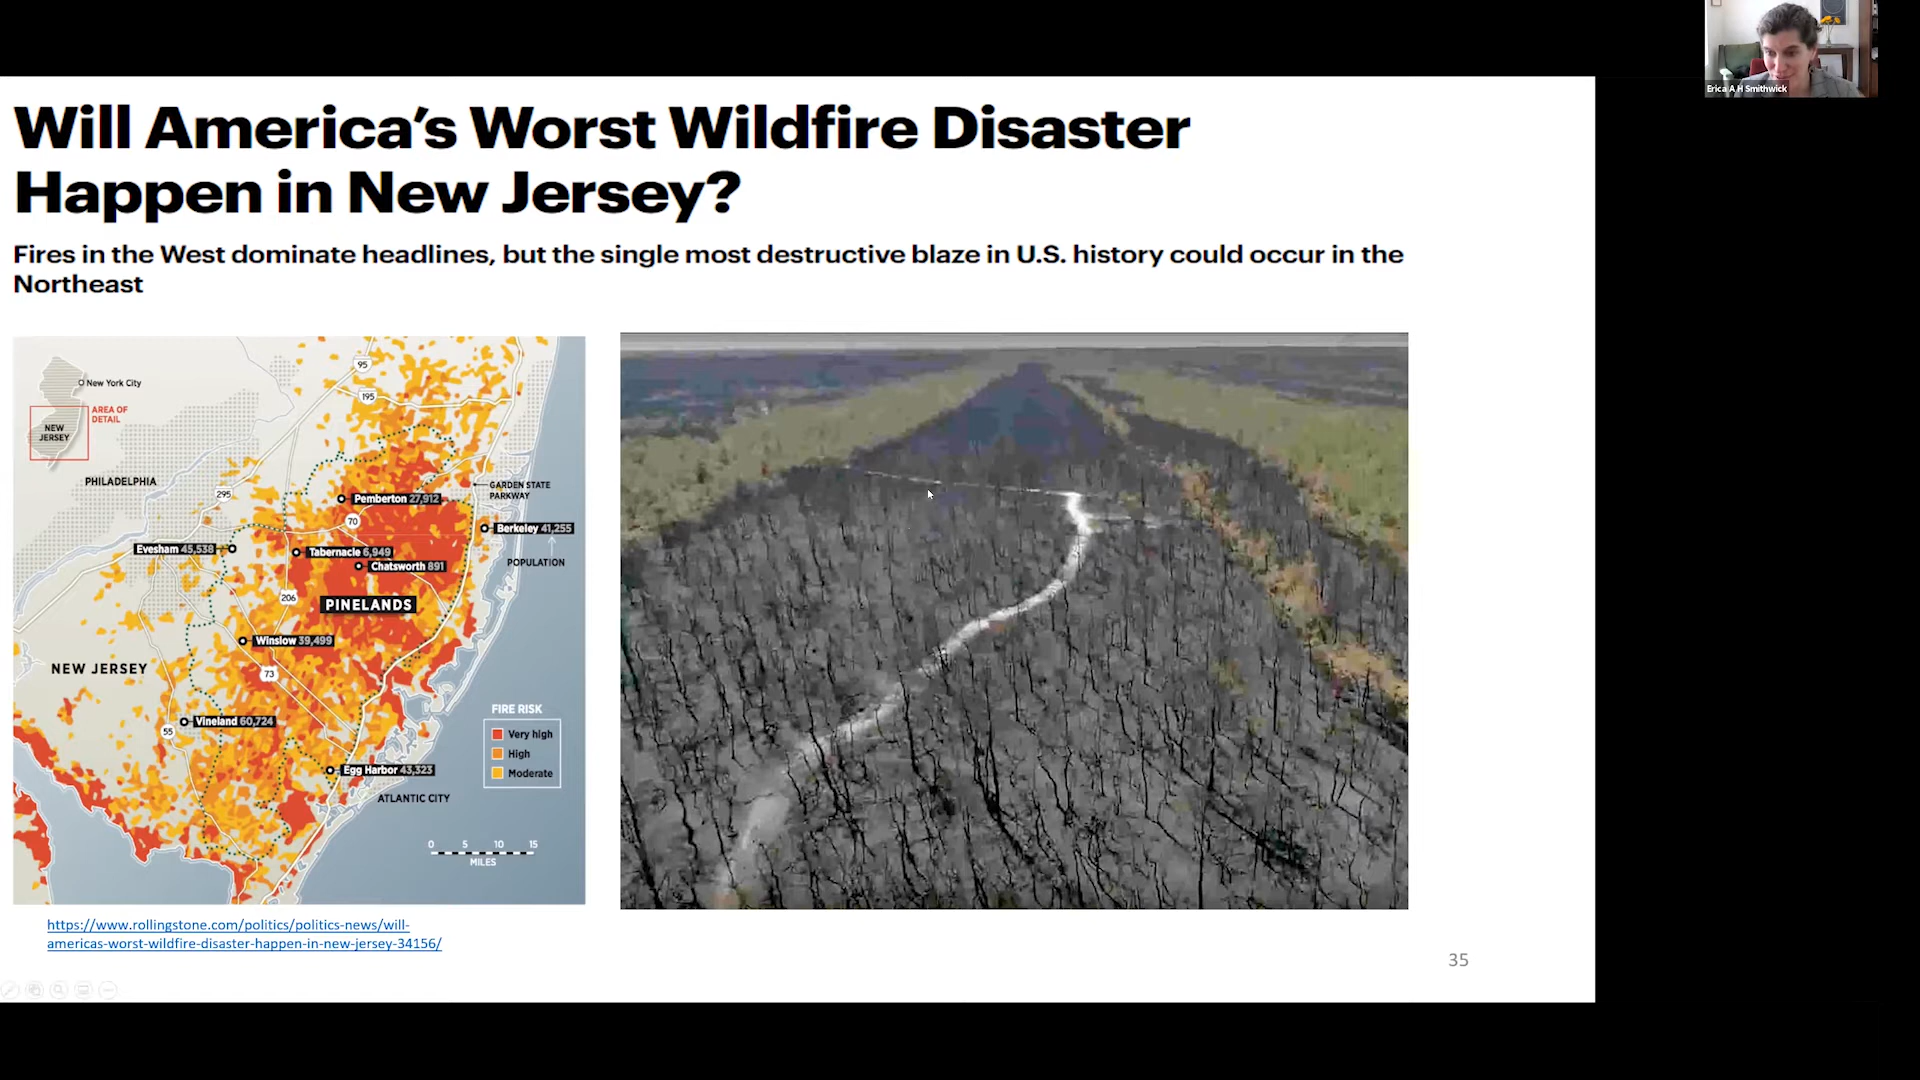 Erica A H Smithwick
Will America's Worst Wildfire Disaster
Happen in New Jersey?
Fires in the West dominate headlines, but the single most destructive blaze in U.S. history could occur in the
Northeast
95
195
New York City
AREA OF
DETAIL
NEW
JERSEY
PHILADELPHIA
295
GARDEN STATE
PARKWAY
Pemberton 27,912
70
Berkeley 41,255
Evesham 45,538
Tabernacle 6,949
Chatsworth 891
POPULATION
206
PINELANDS
Winslow 39,499
NEW JERSEY
73
Vineland 60,724
55
FIRE RISK
Very high
High
Moderate
Egg Harbor 43,323
ATLANTIC CITY
0 5 10 15
MILES
https://www.rollingstone.com/politics/politics-news/will-
americas-worst-wildfire-disaster-happen-in-new-jersey-34156/
35